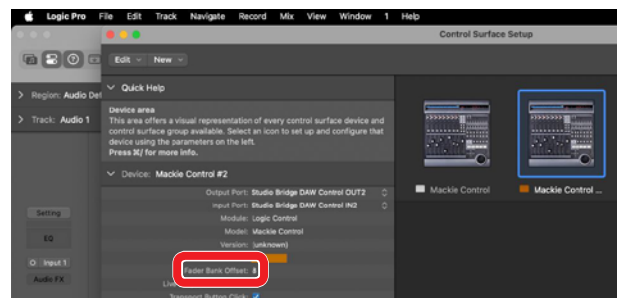 Logic Pro File Edit Track Navigate Record Mix View Window 1 Help
Control Surface Setup
Edit New
Quick Help
Region: Audio Def
Device area
This area offers a visual representation of every control surface device and
Track: Audio 1
control surface group available. Select an icon to set up and configure that
device using the parameters on the left.
Press ⌘/ for more info.
Device: Mackie Control #2
Output Port: Studio Bridge DAW Control OUT2
Mackie Control
Mackie Control ...
Input Port: Studio Bridge DAW Control IN2
Setting
Module: Logic Control
Model: Mackie Control
EQ
Version: (unknown)
Input 1
Fader Bank Offset: 8
Audio FX
Transport Button Click: